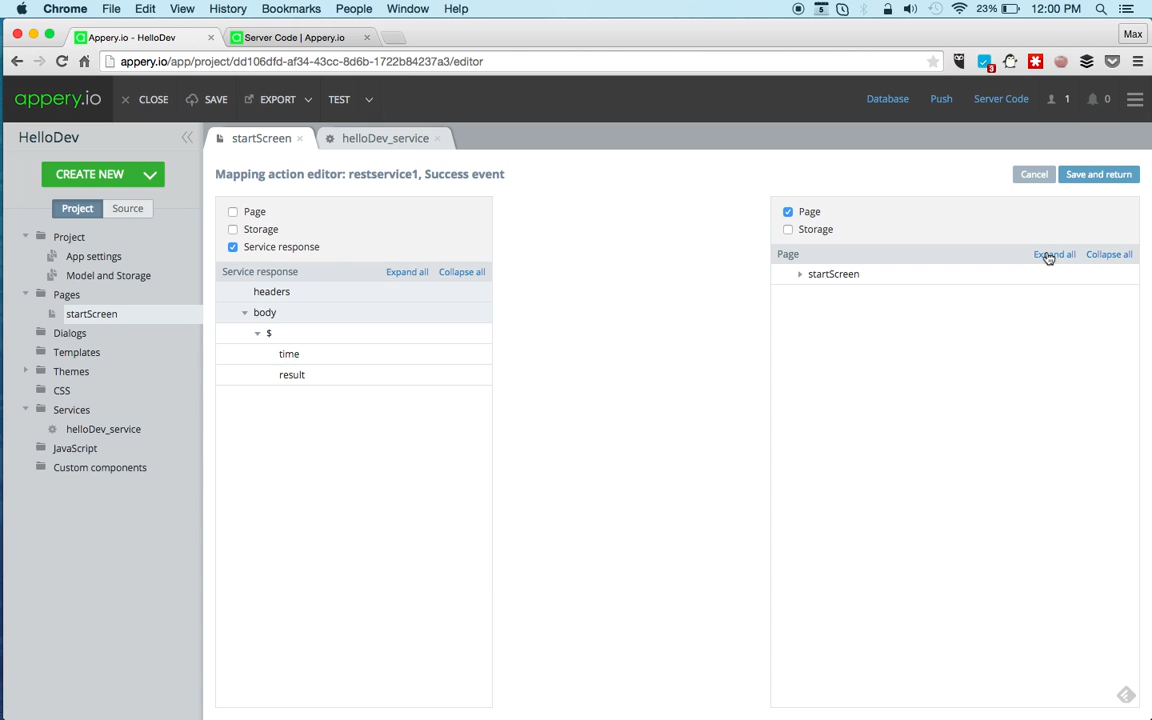 Chrome File Edit View History Bookmarks People Window Help 5 23% 12:00 PM
Appery.io - HelloDev × Server Code | Appery.io × Max
appery.io/app/project/dd106dfd-af34-43cc-8d6b-1722b84237a3/editor 3
appery.io × CLOSE SAVE EXPORT TEST Database Push Server Code 1 0
HelloDev startScreen × helloDev_service ×
CREATE NEW
Project Source
Project
App settings
Model and Storage
Pages
startScreen
Dialogs
Templates
Themes
CSS
Services
helloDev_service
JavaScript
Custom components
Mapping action editor: restservice1, Success event Cancel Save and return
Page
Storage
Service response
Service response Expand all Collapse all
headers
body
$
time
result
Page
Storage
Page Expand all Collapse all
startScreen